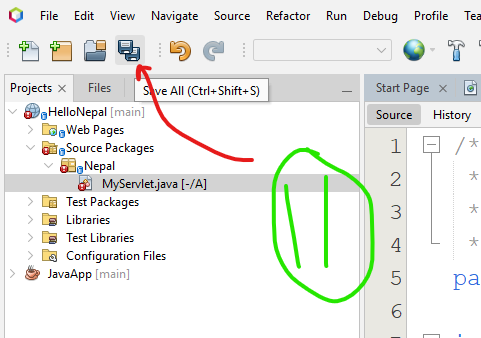 File Edit View Navigate Source Refactor Run Debug Profile Team
Projects × Files
Save All (Ctrl+Shift+S)
Start Page ×
HelloNepal [main]
Source History
Web Pages
Source Packages
Nepal
MyServlet.java [-/A]
Test Packages
Libraries
Test Libraries
Configuration Files
JavaApp [main]
1 /*
2 *
3 *
4 *
5 pa